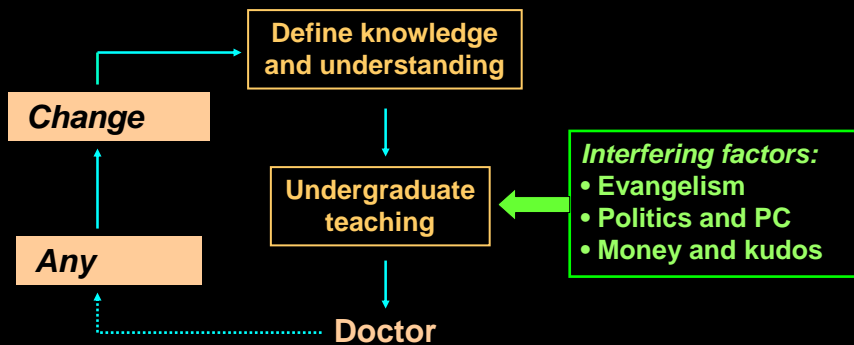 Define knowledge
and understanding
Change
Interfering factors:
• Evangelism
• Politics and PC
• Money and kudos
Undergraduate
teaching
Any
Doctor